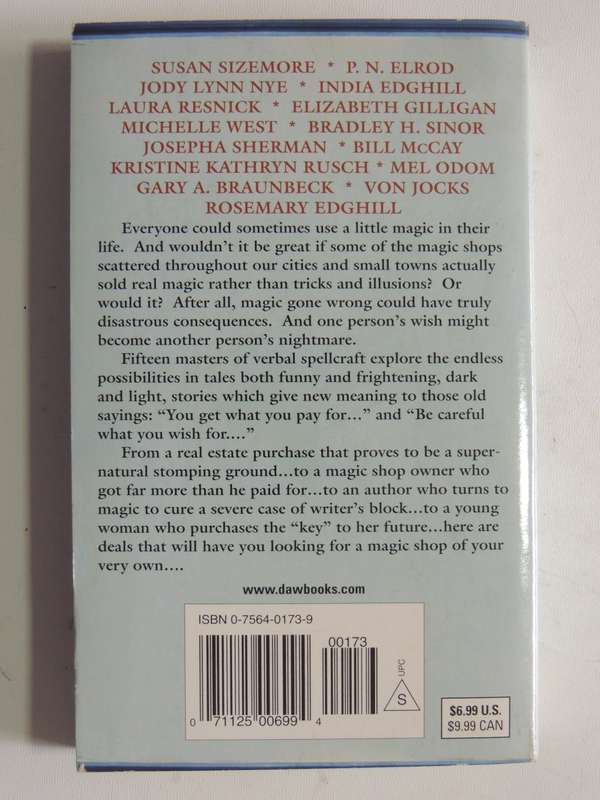 SUSAN SIZEMORE * P. N. ELROD
JODY LYNN NYE * INDIA EDGHILL
LAURA RESNICK * ELIZABETH GILLIGAN
MICHELLE WEST * BRADLEY H. SINOR
JOSEPHA SHERMAN * BILL McCAY
KRISTINE KATHRYN RUSCH * MEL ODOM
GARY A. BRAUNBECK * VON JOCKS
ROSEMARY EDGHILL
Everyone could sometimes use a little magic in their
life. And wouldn't it be great if some of the magic shops
scattered throughout our cities and small towns actually
sold real magic rather than tricks and illusions? Or
would it? After all, magic gone wrong could have truly
disastrous consequences. And one person's wish might
become another person's nightmare.
Fifteen masters of verbal spellcraft explore the endless
possibilities in tales both funny and frightening, dark
and light, stories which give new meaning to those old
sayings: "You get what you pay for..." and "Be careful
what you wish for...."
From a real estate purchase that proves to be a super-
natural stomping ground...to a magic shop owner who
got far more than he paid for...to an author who turns to
magic to cure a severe case of writer's block...to a young
woman who purchases the "key" to her future...here are
deals that will have you looking for a magic shop of your
very own....
www.dawbooks.com
ISBN 0-7564-0173-9
00173
UPC
S
0 71125 00699 4
$6.99 U.S.
$9.99 CAN